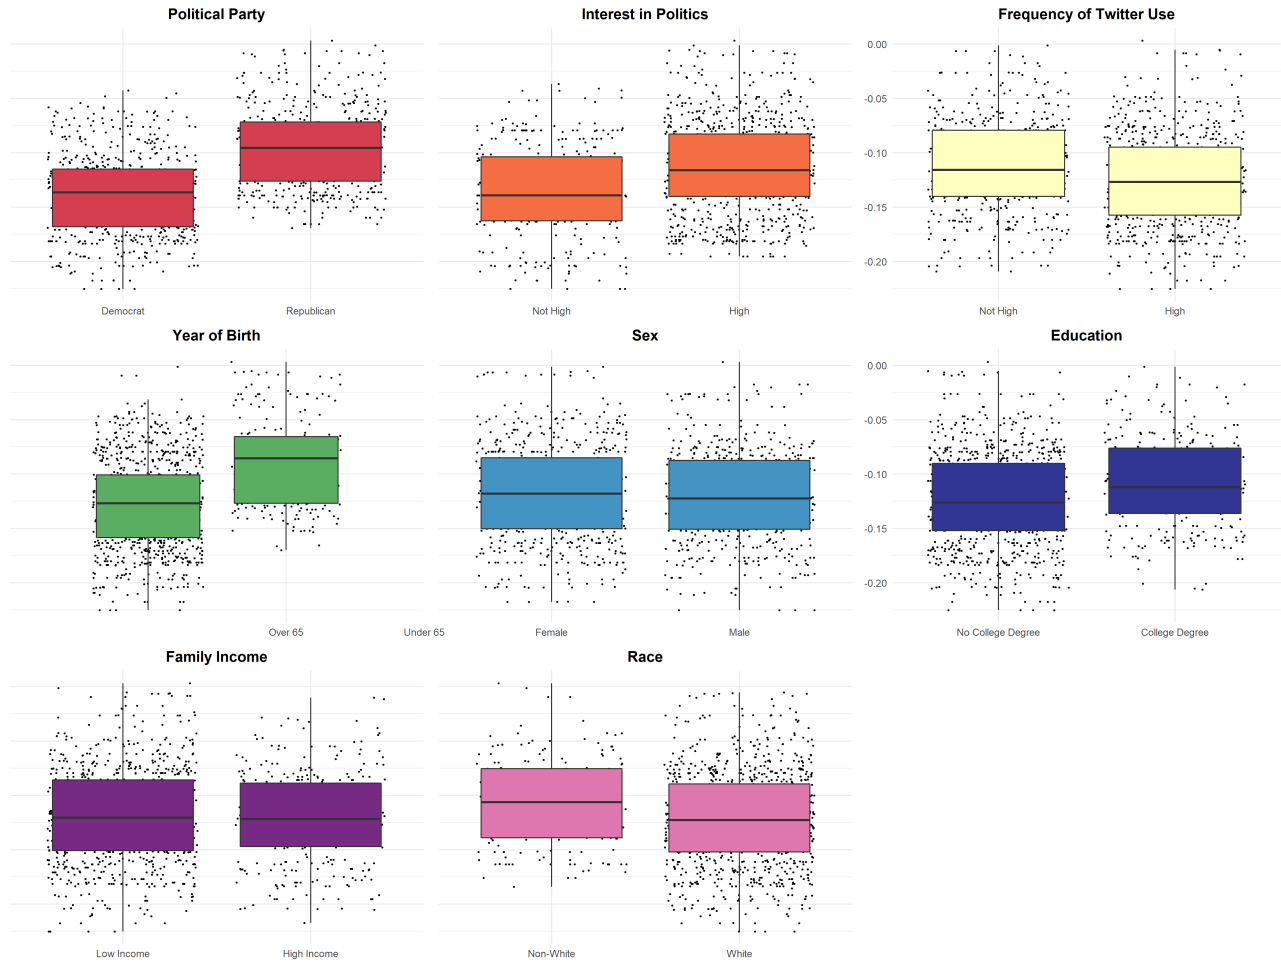 Political Party
Interest in Politics
Frequency of Twitter Use
0.00
-0.05
-0.10
-0.15
-0.20
Democrat
Republican
Not High
High
Not High
High
Year of Birth
Sex
Education
0.00
-0.05
-0.10
-0.15
-0.20
Over 65
Under 65
Female
Male
No College Degree
College Degree
Family Income
Race
Low Income
High Income
Non-White
White